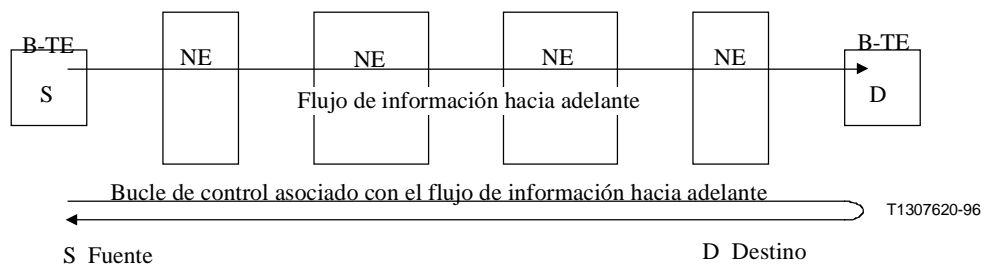 B-TE NE NE NE NE B-TE
S D
Flujo de información hacia adelante
Bucle de control asociado con el flujo de información hacia adelante
T1307620-96
S Fuente D Destino